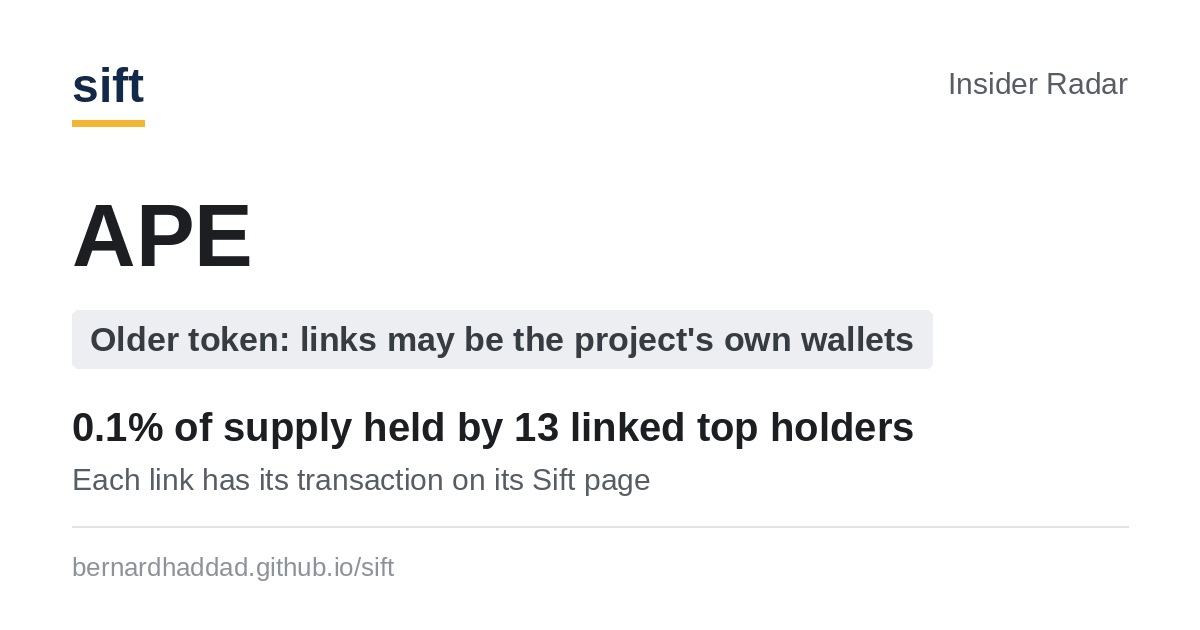 sift
Insider Radar
APE
Older token: links may be the project's own wallets
0.1% of supply held by 13 linked top holders
Each link has its transaction on its Sift page
bernardhaddad.github.io/sift